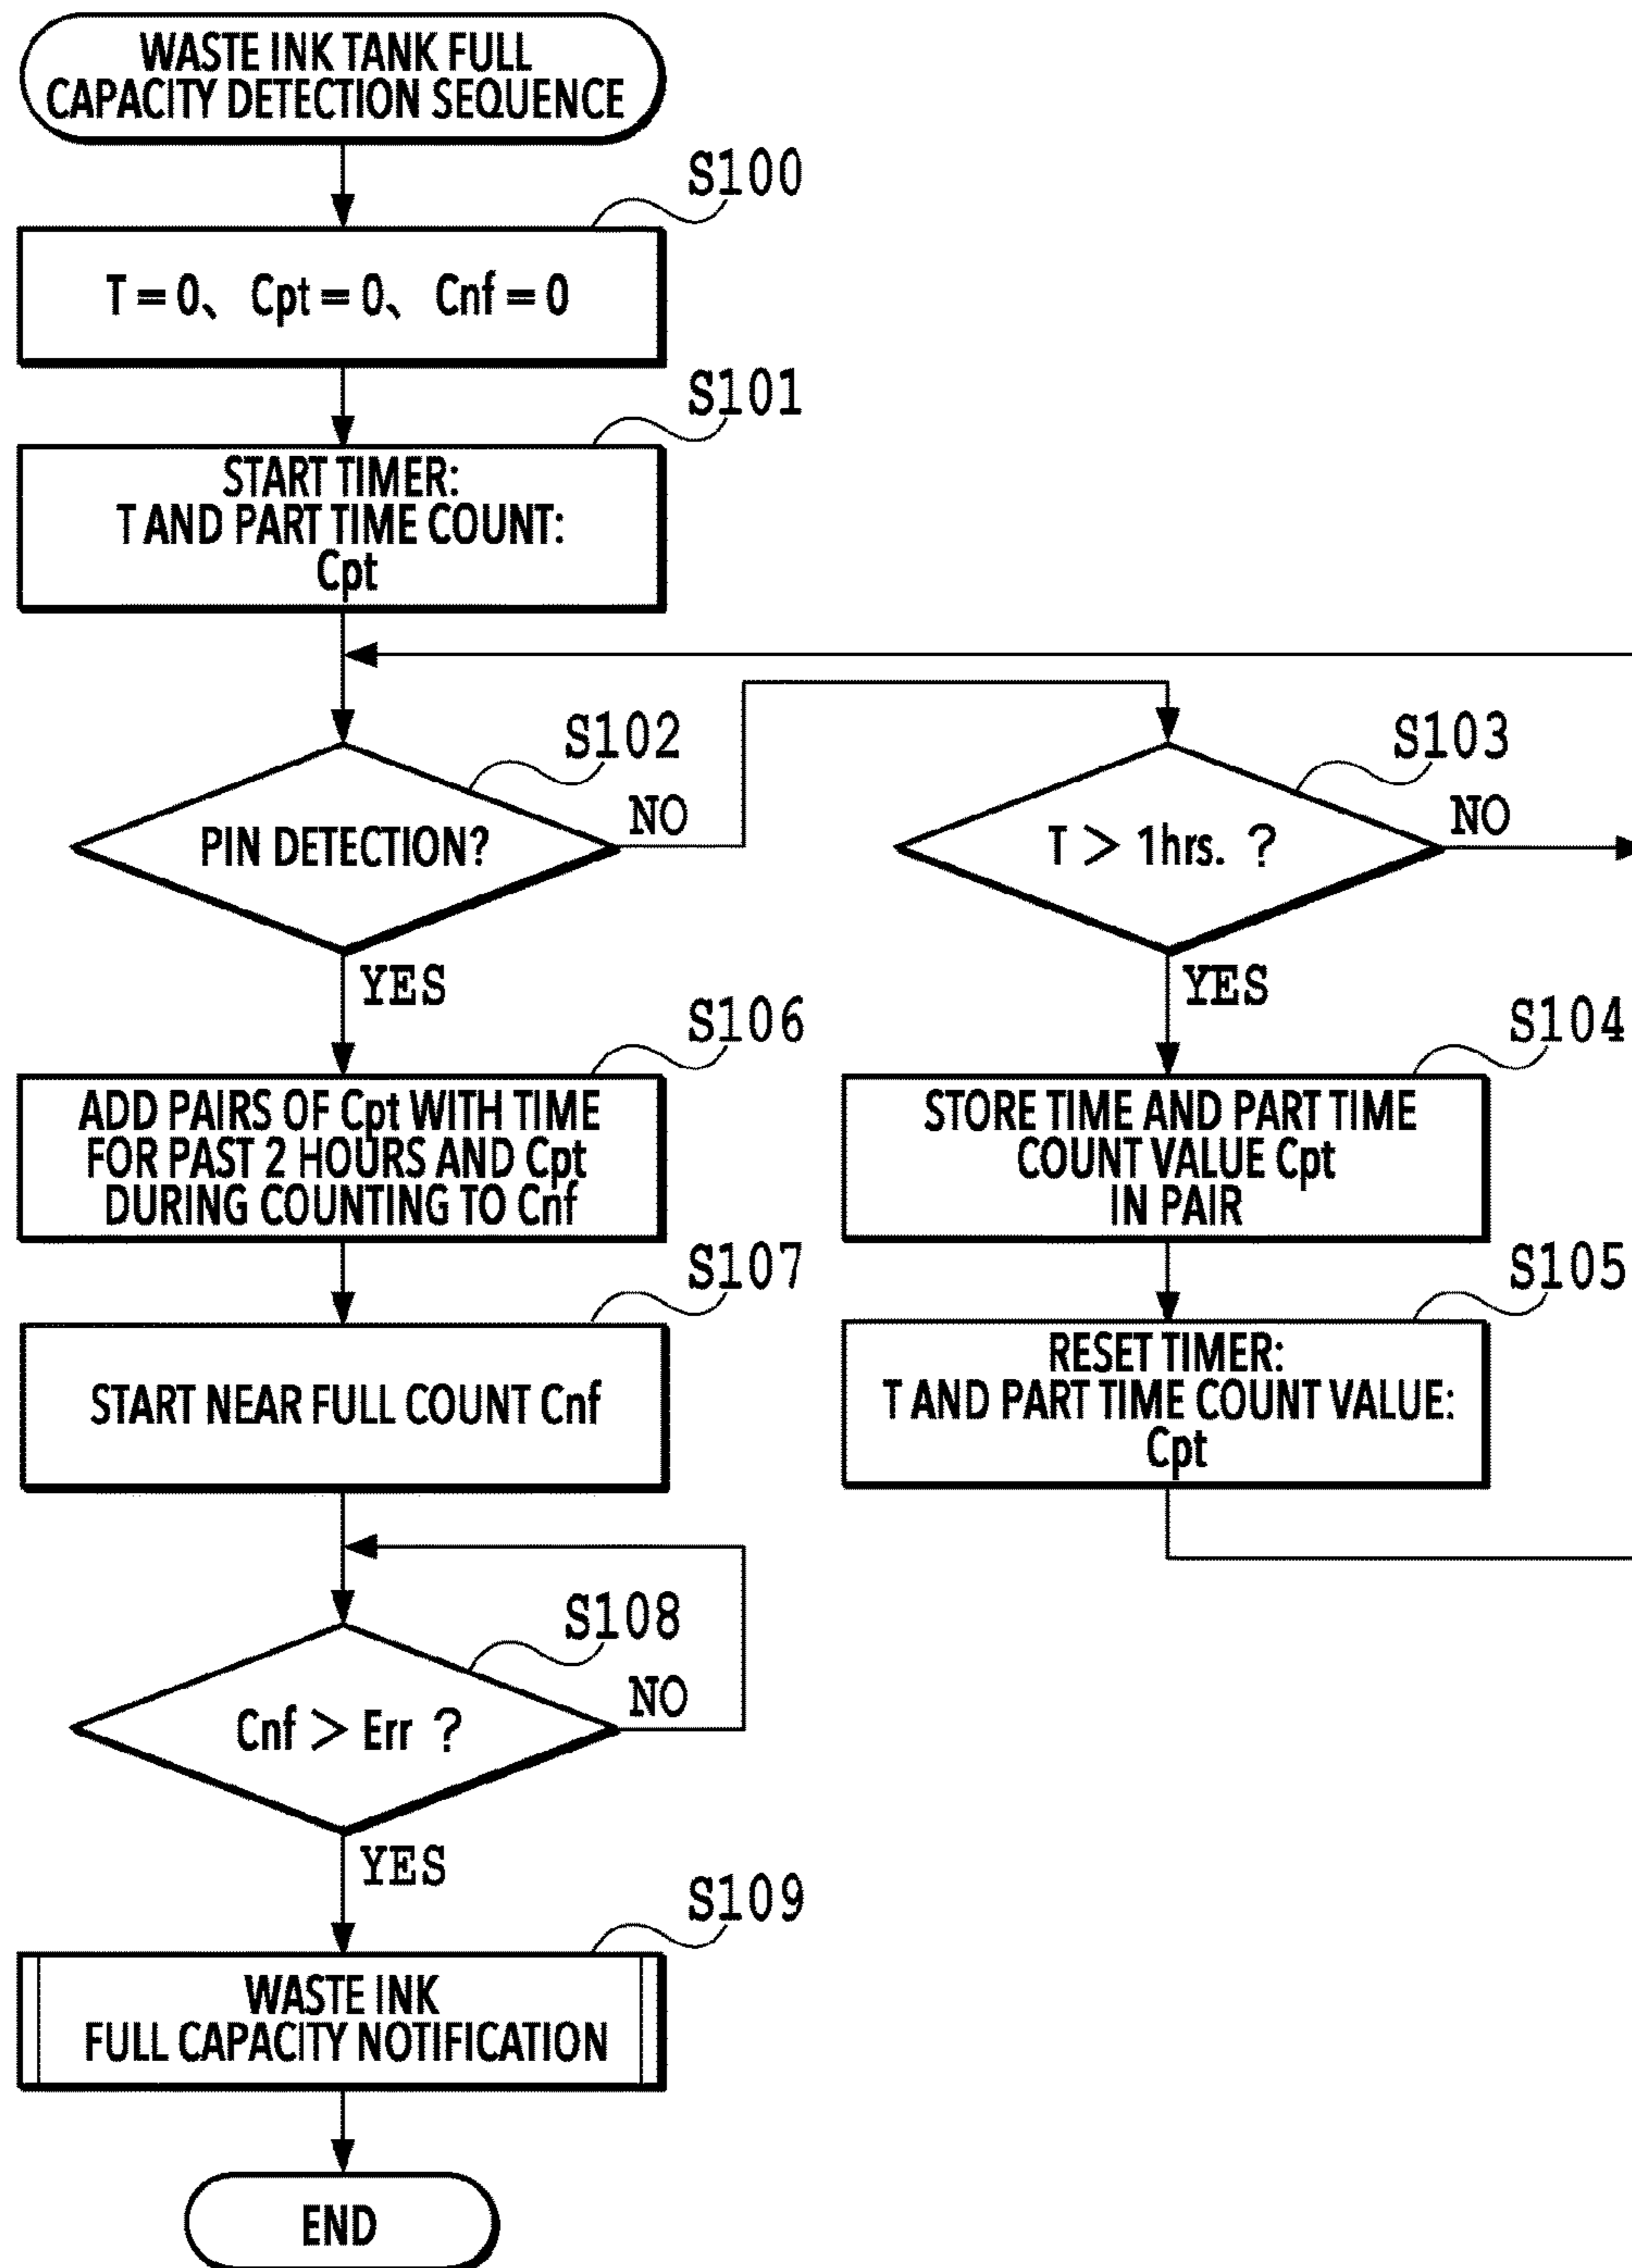 WASTE INK TANK FULL
CAPACITY DETECTION SEQUENCE
S100
T = 0、 Cpt = 0、 Cnf = 0
S101
START TIMER:
T AND PART TIME COUNT:
Cpt
S102
PIN DETECTION?
NO
YES
S103
T > 1hrs. ?
NO
YES
S106
ADD PAIRS OF Cpt WITH TIME
FOR PAST 2 HOURS AND Cpt
DURING COUNTING TO Cnf
S104
STORE TIME AND PART TIME
COUNT VALUE Cpt
IN PAIR
S107
START NEAR FULL COUNT Cnf
S105
RESET TIMER:
T AND PART TIME COUNT VALUE:
Cpt
S108
Cnf > Err ?
NO
YES
S109
WASTE INK
FULL CAPACITY NOTIFICATION
END